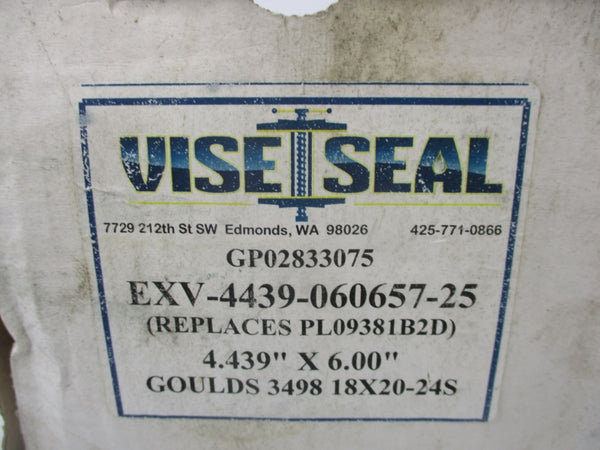 VISE SEAL
7729 212th St SW Edmonds, WA 98026 425-771-0866
GP02833075
EXV-4439-060657-25
(REPLACES PL09381B2D)
4.439" X 6.00"
GOULDS 3498 18X20-24S